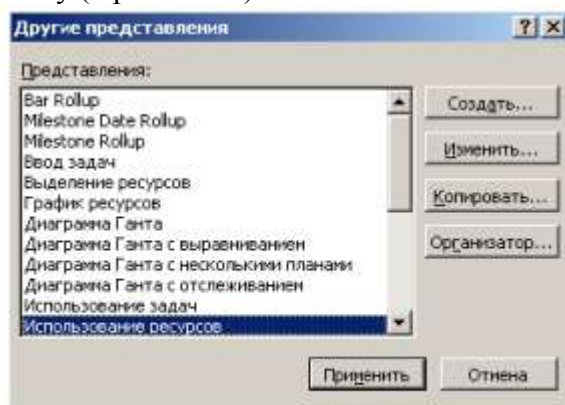 Другие представления
Представления:
Bar Rollup
Milestone Date Rollup
Milestone Rollup
Ввод задач
Выделение ресурсов
График ресурсов
Диаграмма Ганта
Диаграмма Ганта с выравниванием
Диаграмма Ганта с несколькими планами
Диаграмма Ганта с отслеживанием
Использование задач
Использование ресурсов
Создать...
Изменить...
Копировать...
Организатор...
Применить
Отмена